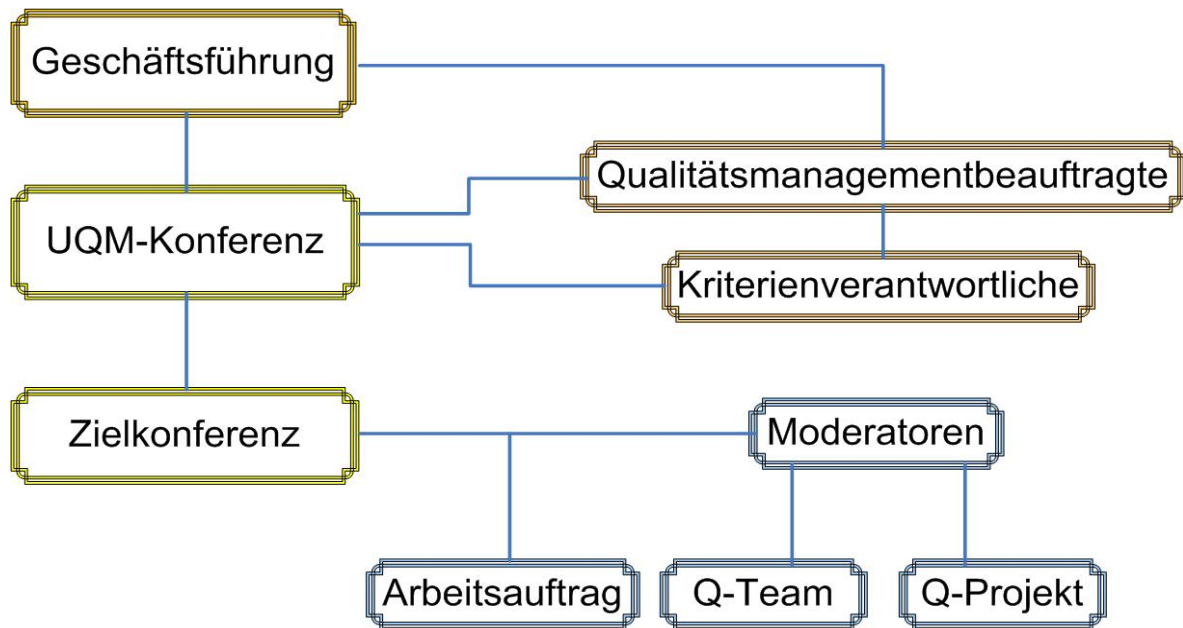 Geschäftsführung
Qualitätsmanagementbeauftragte
UQM-Konferenz
Kriterienverantwortliche
Zielkonferenz
Moderatoren
Arbeitsauftrag
Q-Team
Q-Projekt